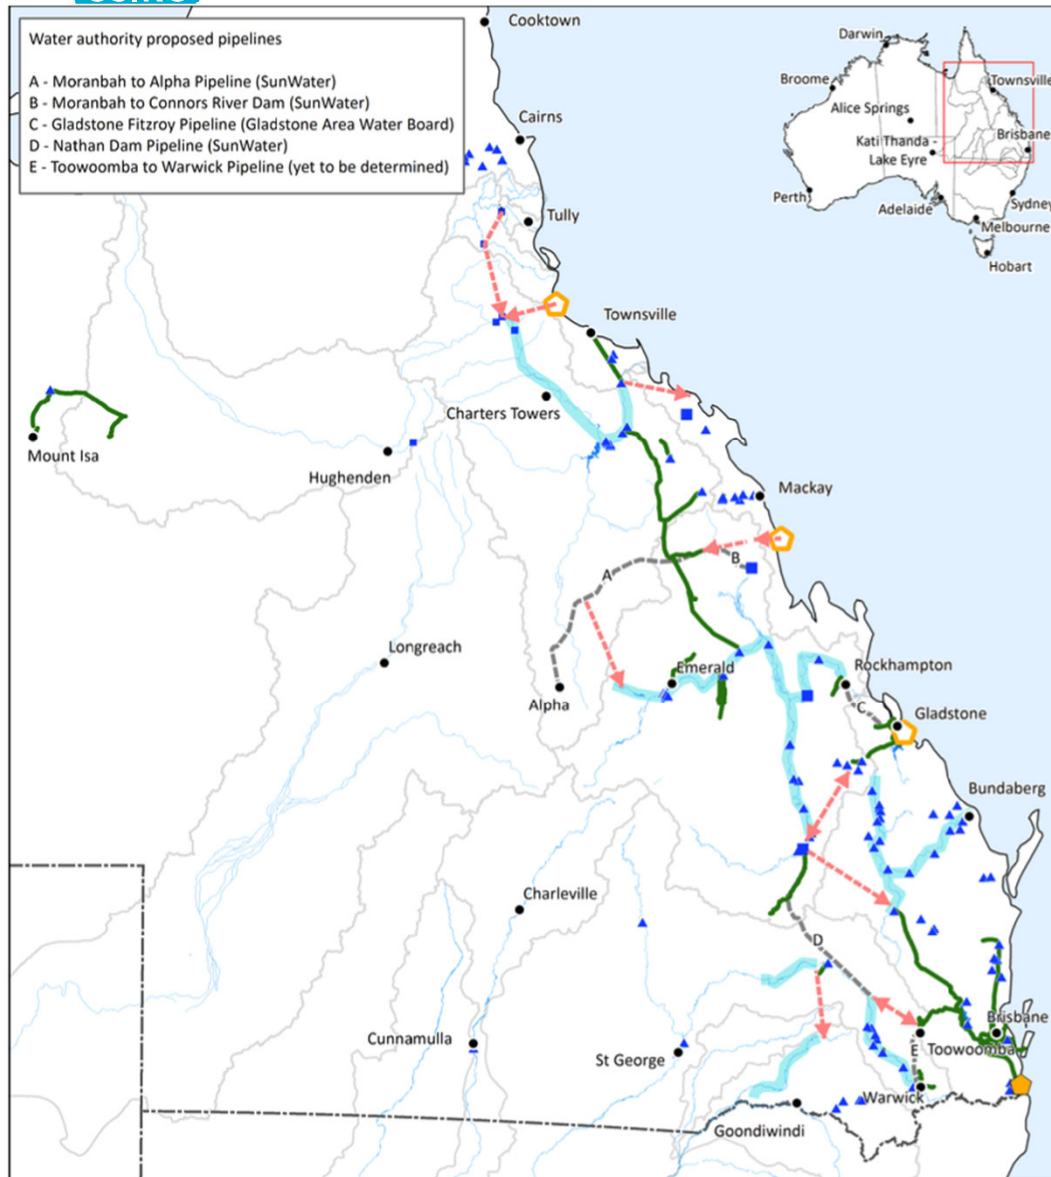 Cooktown
Water authority proposed pipelines
A - Moranbah to Alpha Pipeline (SunWater)
B - Moranbah to Connors River Dam (SunWater)
C - Gladstone Fitzroy Pipeline (Gladstone Area Water Board)
D - Nathan Dam Pipeline (SunWater)
E - Toowoomba to Warwick Pipeline (yet to be determined)
Darwin
Broome
Townsville
Alice Springs
Brisbane
Kati Thanda -
Lake Eyre
Perth
Adelaide
Sydney
Melbourne
Hobart
Cairns
Tully
Townsville
Charters Towers
Mount Isa
Hughenden
Mackay
B
A
Longreach
Emerald
Rockhampton
Alpha
C
Gladstone
Bundaberg
Charleville
D
Cunnamulla
St George
Brisbane
E
Toowoomba
Warwick
Goondiwindi